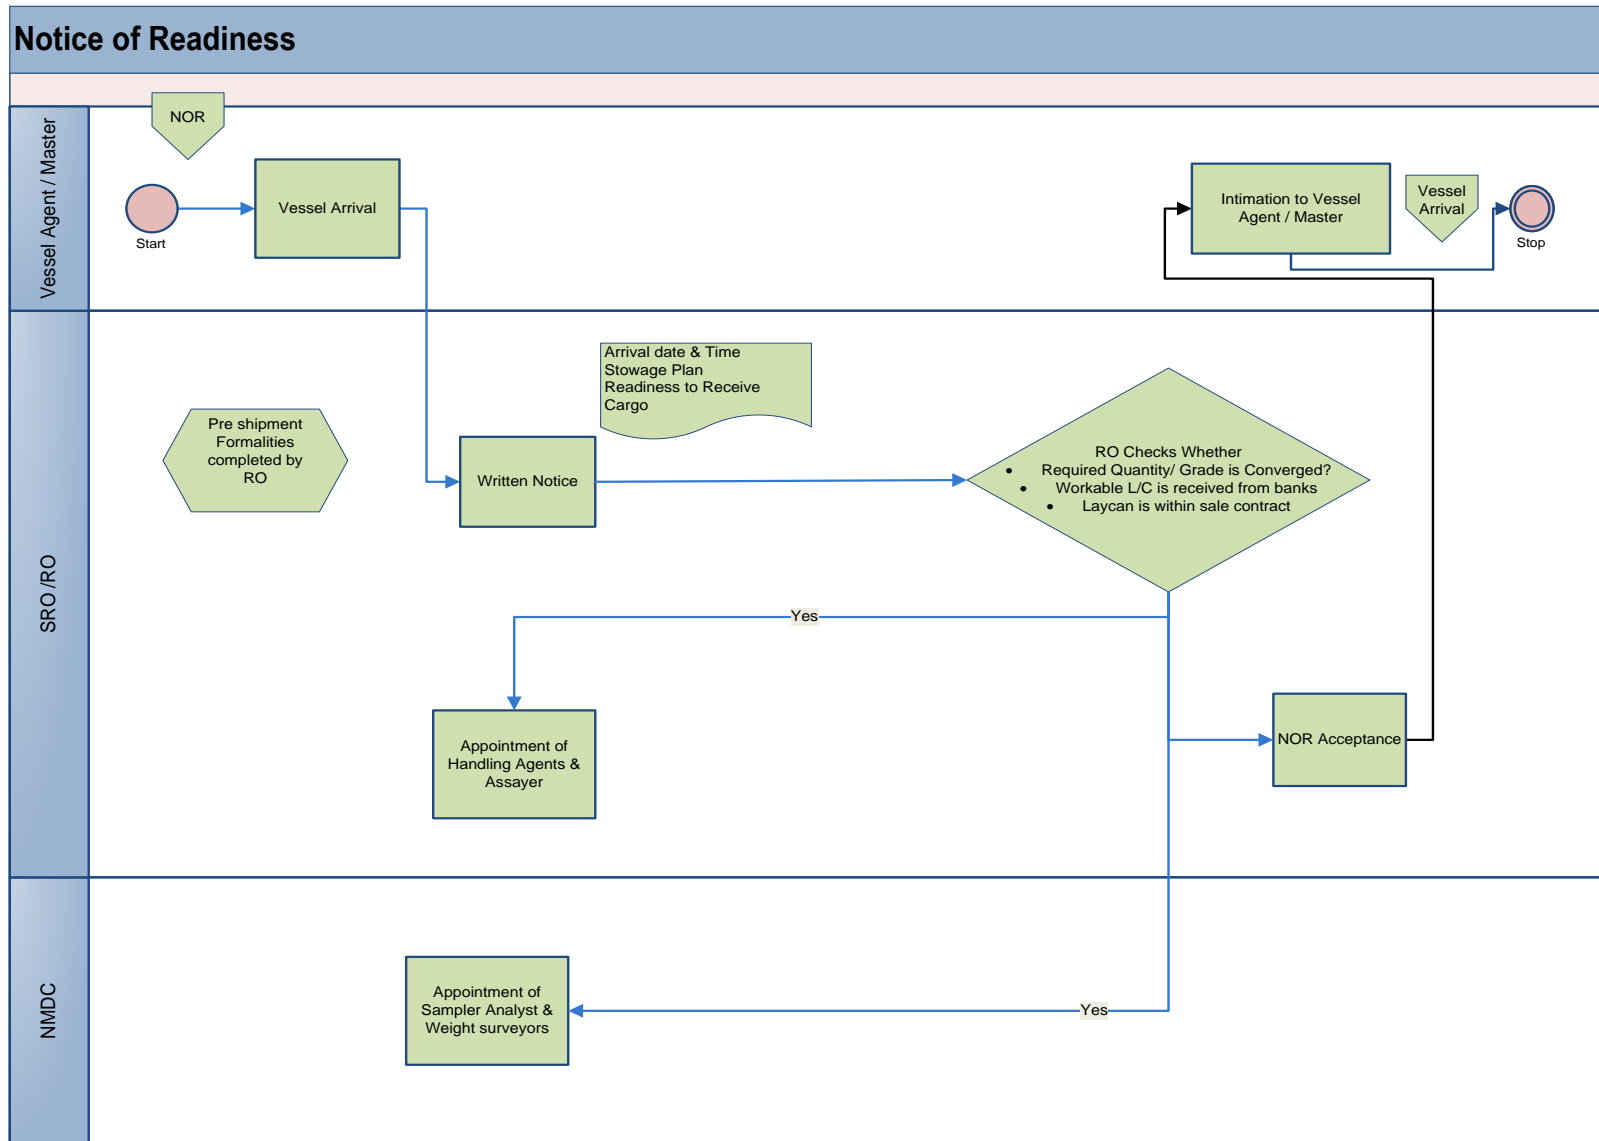 Notice of Readiness
Vessel Agent / Master
NOR
Start
Vessel Arrival
Intimation to Vessel
Agent / Master
Vessel
Arrival
Stop
SRO /RO
Pre shipment
Formalities
completed by
RO
Arrival date & Time
Stowage Plan
Readiness to Receive
Cargo
Written Notice
RO Checks Whether
• Required Quantity/ Grade is Converged?
• Workable L/C is received from banks
• Laycan is within sale contract
Yes
Appointment of
Handling Agents &
Assayer
NOR Acceptance
NMDC
Appointment of
Sampler Analyst &
Weight surveyors
Yes